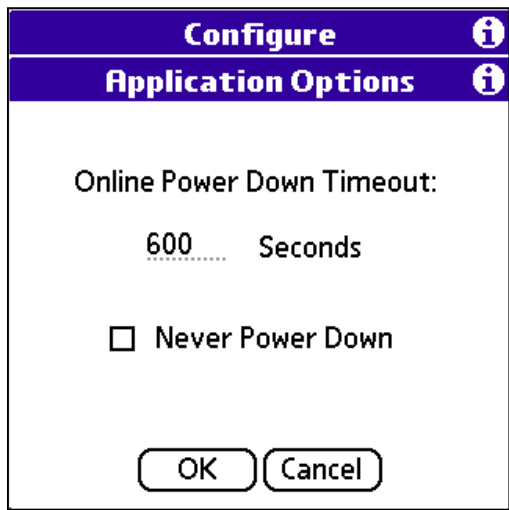 Configure
Application Options
Online Power Down Timeout:
600 Seconds
Never Power Down
OK Cancel